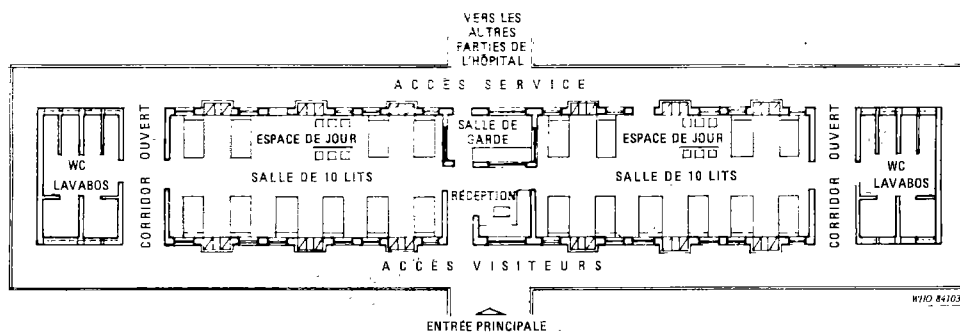 VERS LES
AUTRES
PARTIES DE
L'HÔPITAL
ACCÈS SERVICE
ESPACE DE JOUR
SALLE DE
GARDE
ESPACE DE JOUR
CORRIDOR OUVERT
CORRIDOR OUVERT
WC
LAVABOS
SALLE DE 10 LITS
RÉCEPTION
SALLE DE 10 LITS
WC
LAVABOS
ACCÈS VISITEURS
WHO 84103
ENTRÉE PRINCIPALE